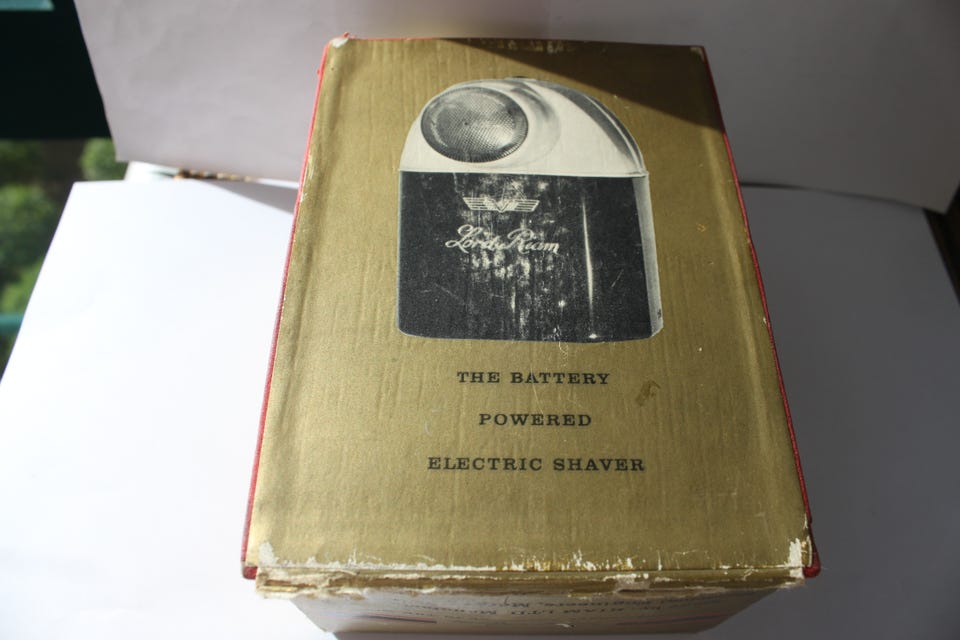 Lord Riam
THE BATTERY
POWERED
ELECTRIC SHAVER